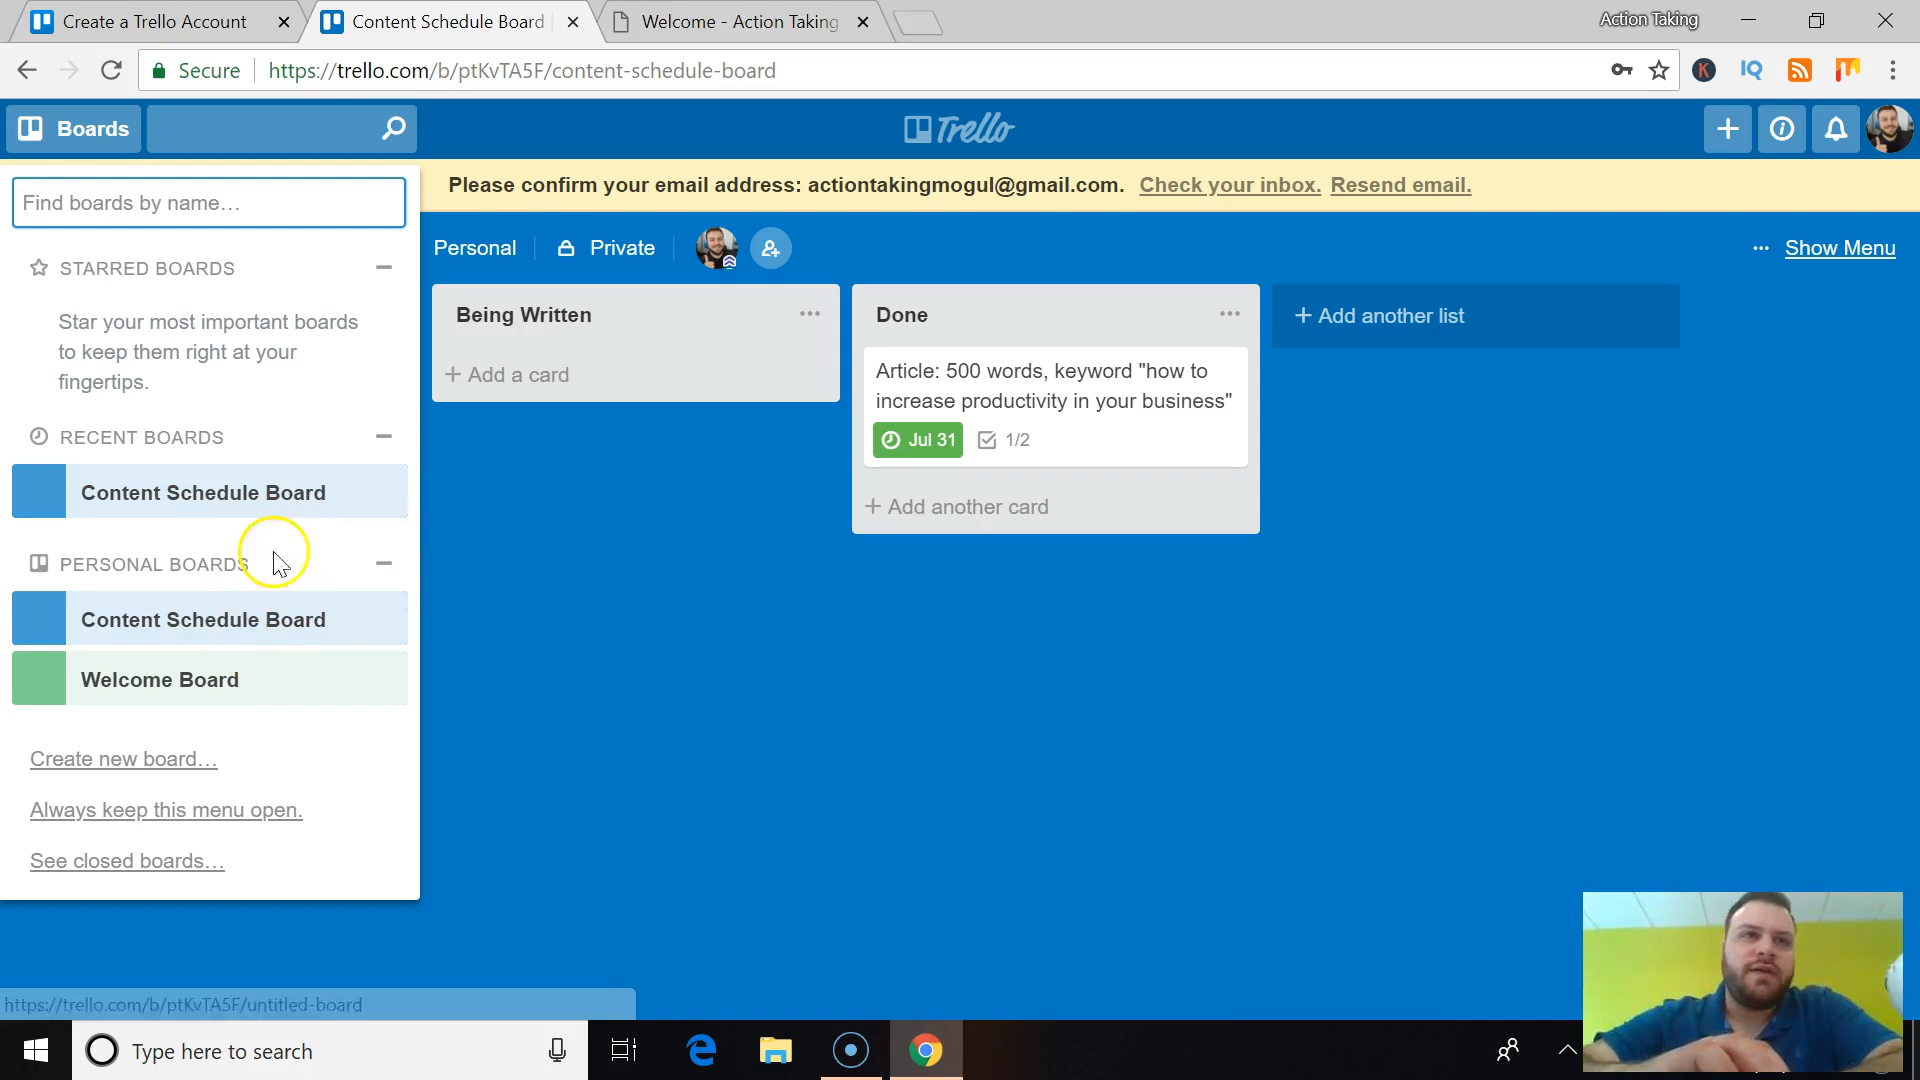 Create a Trello Account
Content Schedule Board
Welcome - Action Taking
Action Taking
Secure
https://trello.com/b/ptKvTA5F/content-schedule-board
K
IQ
Boards
Trello
Find boards by name…
Please confirm your email address: actiontakingmogul@gmail.com. Check your inbox. Resend email.
STARRED BOARDS
Star your most important boards
to keep them right at your
fingertips.
RECENT BOARDS
Content Schedule Board
PERSONAL BOARDS
Content Schedule Board
Welcome Board
Create new board…
Always keep this menu open.
See closed boards…
Personal
Private
... Show Menu
Being Written
+ Add a card
Done
Article: 500 words, keyword "how to
increase productivity in your business"
Jul 31
1/2
+ Add another card
+ Add another list
https://trello.com/b/ptKvTA5F/untitled-board
Type here to search